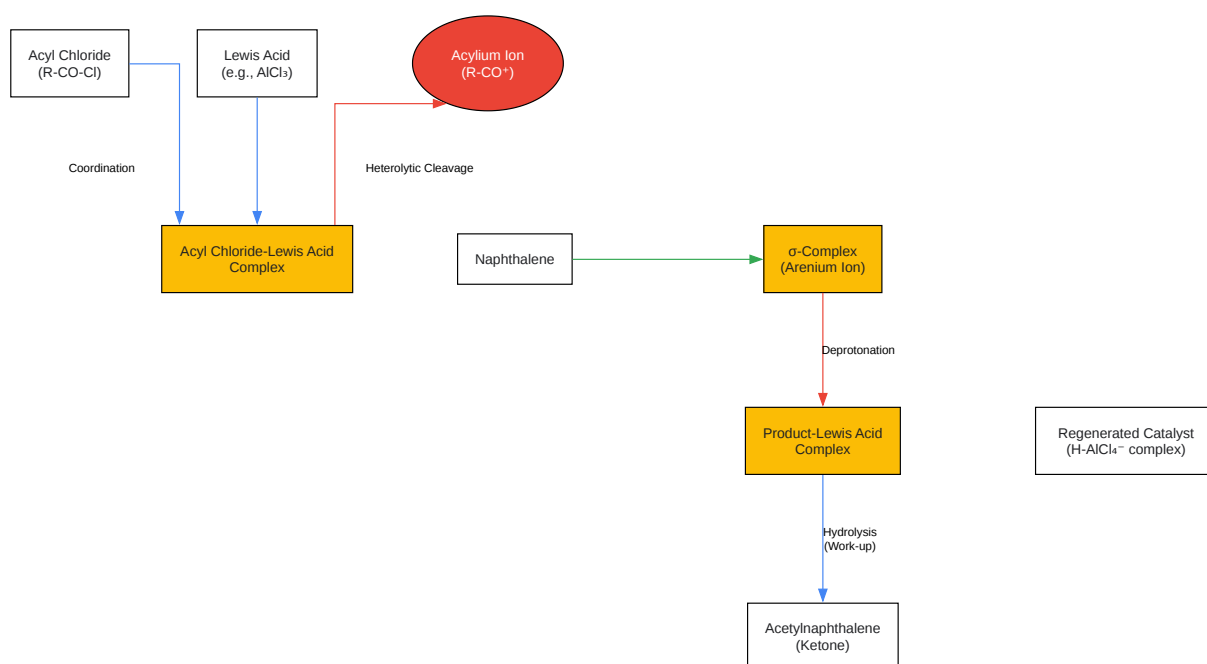 Acyl Chloride
(R-CO-Cl)
Lewis Acid
(e.g., AlCl₃)
Acylium Ion
(R-CO⁺)
Coordination
Heterolytic Cleavage
Acyl Chloride-Lewis Acid
Complex
Naphthalene
σ-Complex
(Arenium Ion)
Deprotonation
Product-Lewis Acid
Complex
Regenerated Catalyst
(H-AlCl₄⁻ complex)
Hydrolysis
(Work-up)
Acetylnaphthalene
(Ketone)